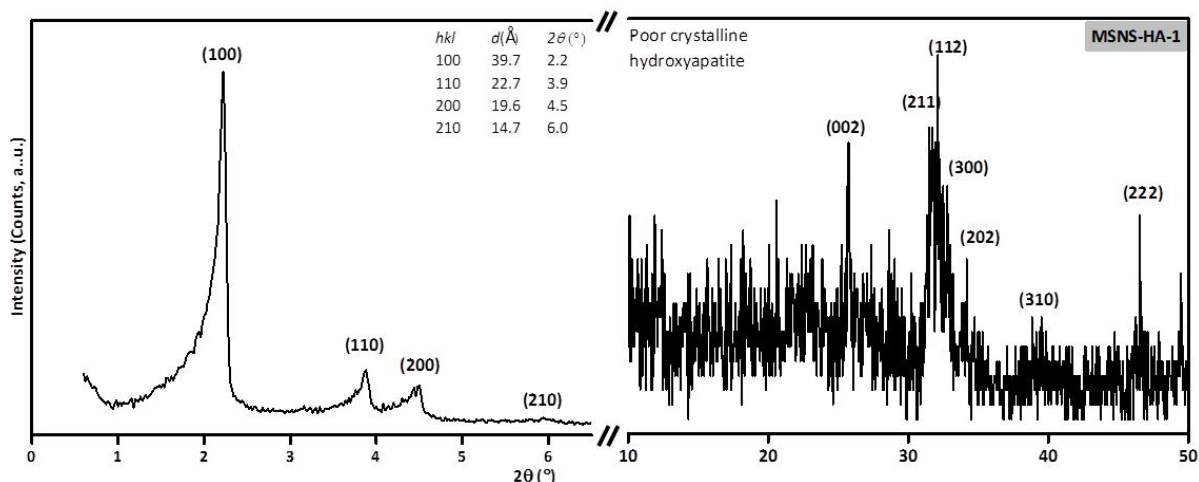 (100)
hkl d(Å) 2θ (°)
100 39.7 2.2
110 22.7 3.9
200 19.6 4.5
210 14.7 6.0
(110)
(200)
(210)
Intensity (Counts, a..u.)
0 1 2 3 4 5 6
2θ (°)
//
//
Poor crystalline
hydroxyapatite
MSNS-HA-1
(112)
(211)
(002)
(300)
(222)
(202)
(310)
10 20 30 40 50